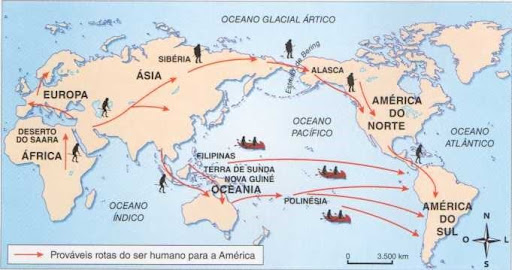 OCEANO GLACIAL ÁRTICO
SIBÉRIA
Estreito de Bering
ALASCA
ÁSIA
EUROPA
AMÉRICA
DO
NORTE
OCEANO
PACÍFICO
OCEANO
ATLÂNTICO
DESERTO
DO SAARA
ÁFRICA
FILIPINAS
TERRA DE SUNDA
NOVA GUINÉ
OCEANIA
POLINÉSIA
OCEANO
ÍNDICO
AMÉRICA
DO
SUL
N
O
L
S
Prováveis rotas do ser humano para a América
0
3.500 km